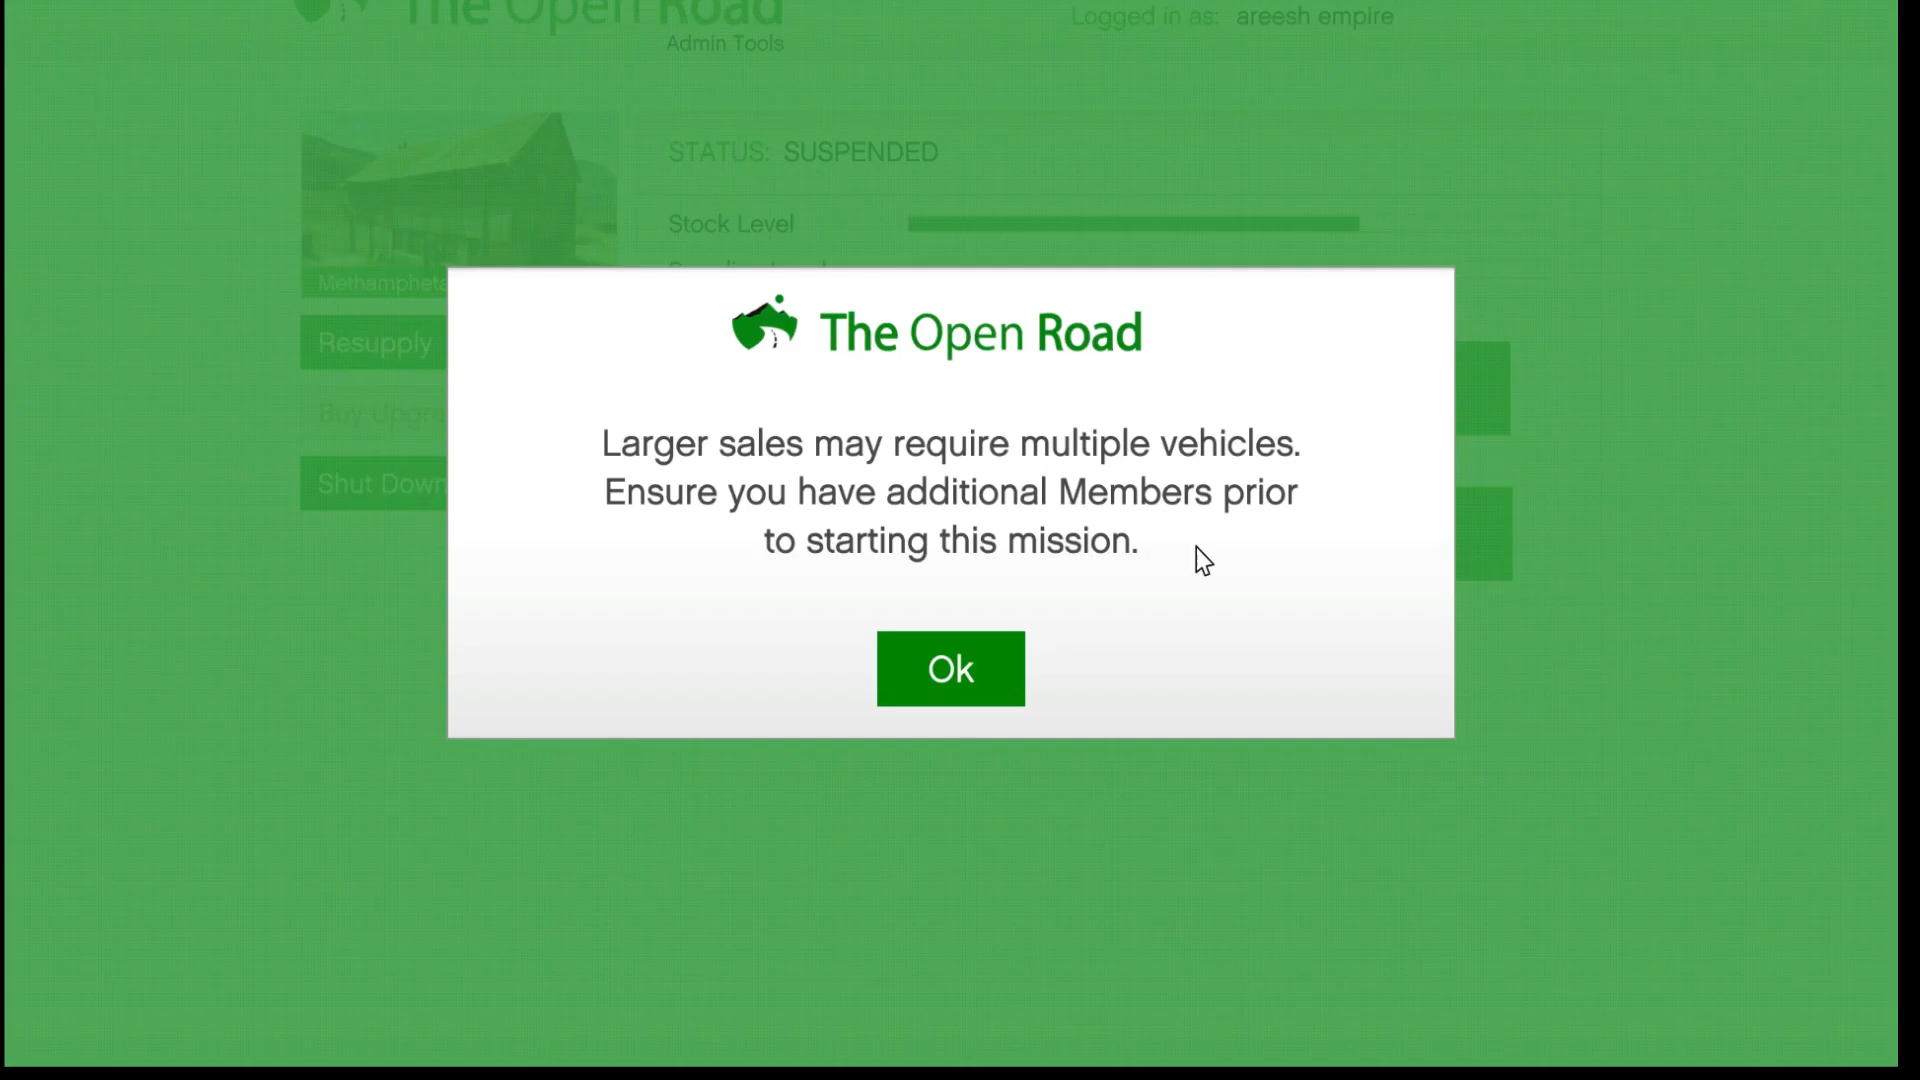 The Open Road
Admin Tools
Logged in as: areesh empire
STATUS: SUSPENDED
Stock Level
Resupply
Shut Down
The Open Road
Larger sales may require multiple vehicles.
Ensure you have additional Members prior
to starting this mission.
Ok